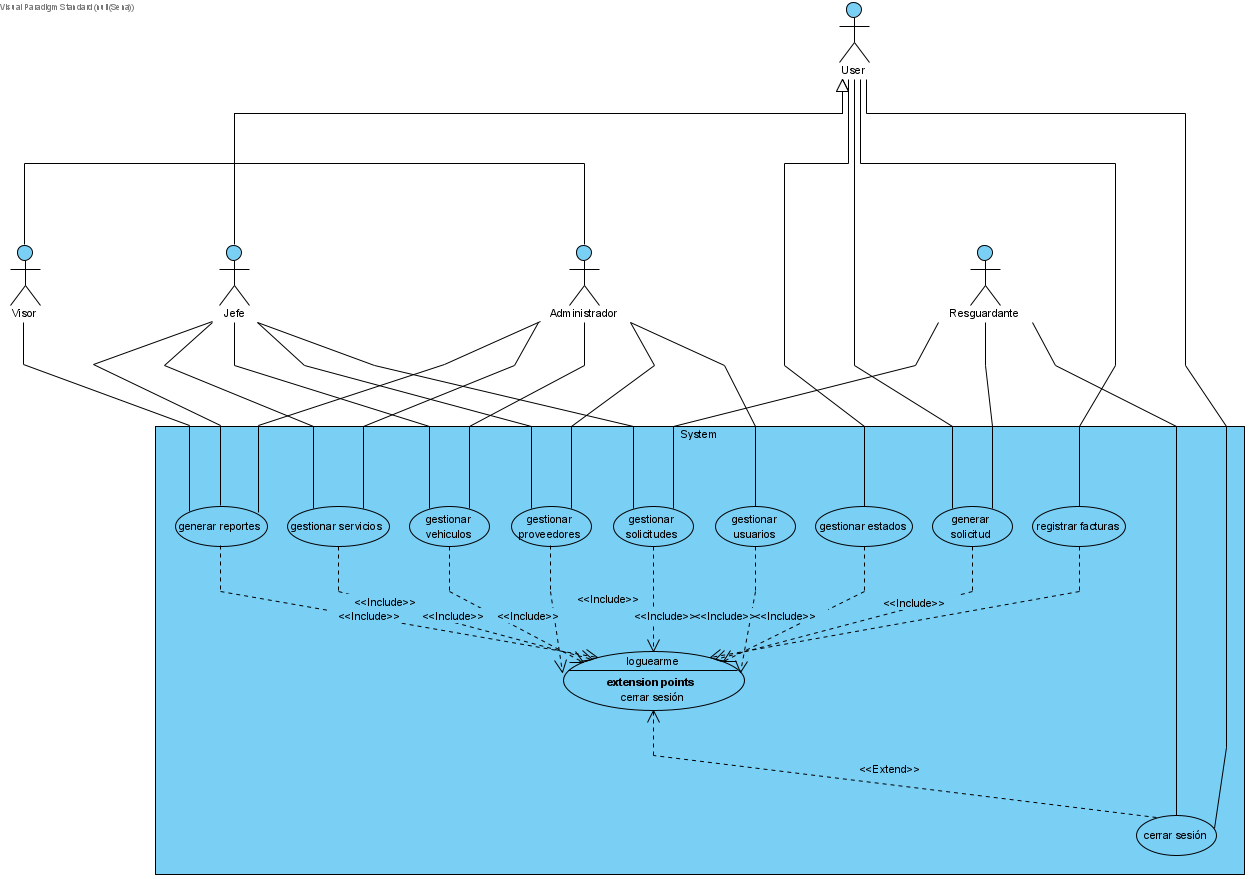 Visual Paradigm Standard (null(Sena))
User
Visor
Jefe
Administrador
Resguardante
System
generar reportes
gestionar servicios
gestionar
vehiculos
gestionar
proveedores
gestionar
solicitudes
gestionar
usuarios
gestionar estados
generar
solicitud
registrar facturas
<<Include>>
<<Include>>
<<Include>>
<<Include>>
<<Include>>
<<Include>>
<<Include>>
<<Include>>
<<Include>>
loguearme
extension points
cerrar sesión
<<Extend>>
cerrar sesión